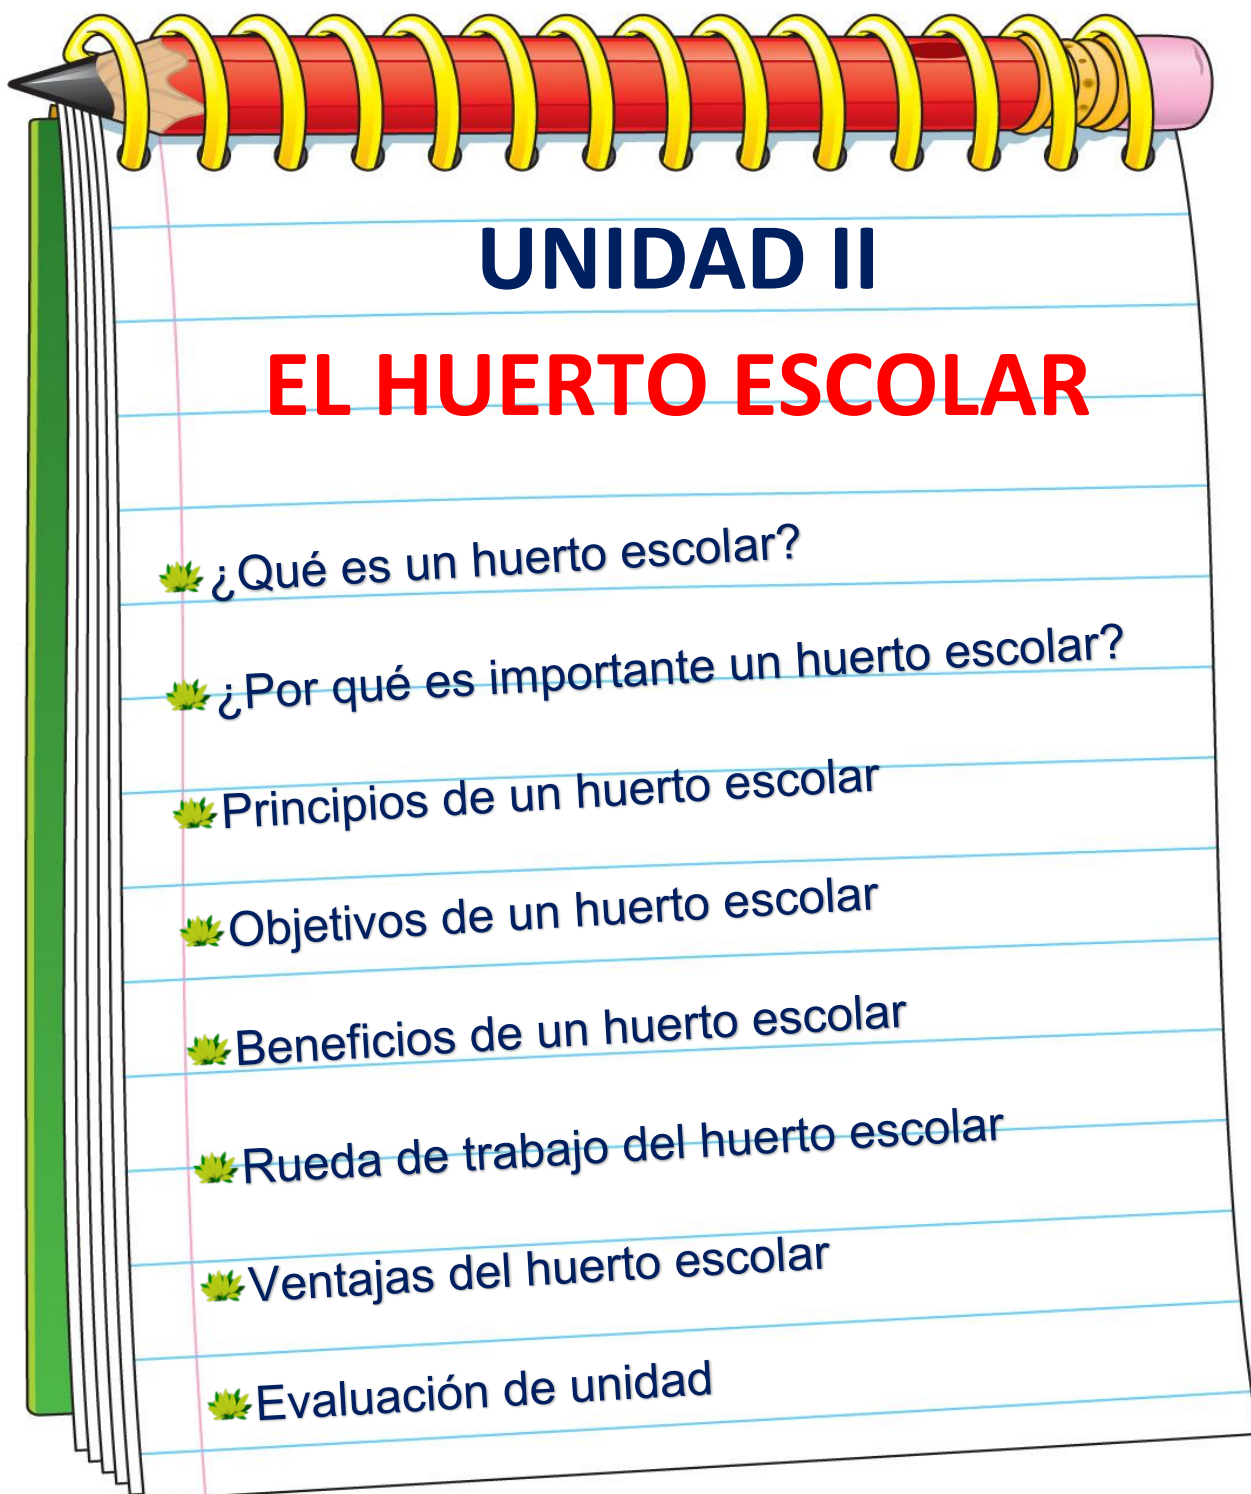 UNIDAD II
EL HUERTO ESCOLAR
¿Qué es un huerto escolar?
¿Por qué es importante un huerto escolar?
Principios de un huerto escolar
Objetivos de un huerto escolar
Beneficios de un huerto escolar
Rueda de trabajo del huerto escolar
Ventajas del huerto escolar
Evaluación de unidad